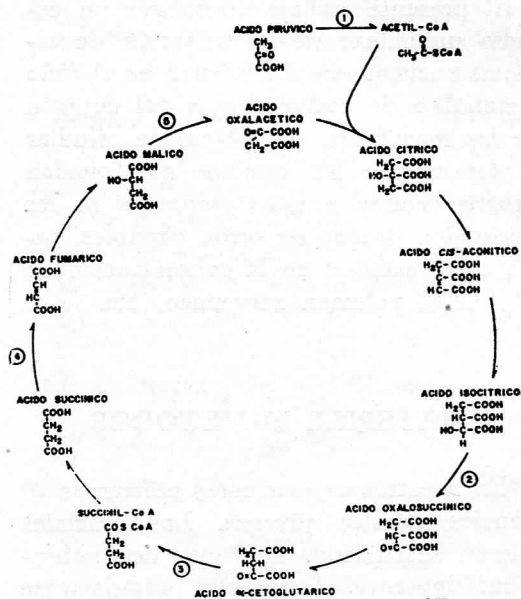 ①
ACIDO PIRUVICO
ACETIL-CoA
CH₃
C=O
COOH
O
CH₃-C-SCoA
ACIDO
OXALACETICO
O=C-COOH
CH₂-COOH
ACIDO CITRICO
H₂C-COOH
HO-C-COOH
H₂C-COOH
ACIDO CIS-ACONITICO
H₂C-COOH
C-COOH
C-COOH
H
ACIDO ISOCITRICO
H₂C-COOH
HC-COOH
HO-C-COOH
H
②
ACIDO OXALOSUCCINICO
H₂C-COOH
HC-COOH
O=C-COOH
H₂C-COOH
HCH
O=C-COOH
ACIDO α-CETOGLUTARICO
③
SUCCINIL-CoA
COSCoA
CH₂
CH₂
COOH
ACIDO SUCCINICO
COOH
CH₂
CH₂
COOH
④
ACIDO FUMARICO
COOH
CH
HC
COOH
ACIDO MALICO
COOH
HO-CH
CH₂
COOH
⑤